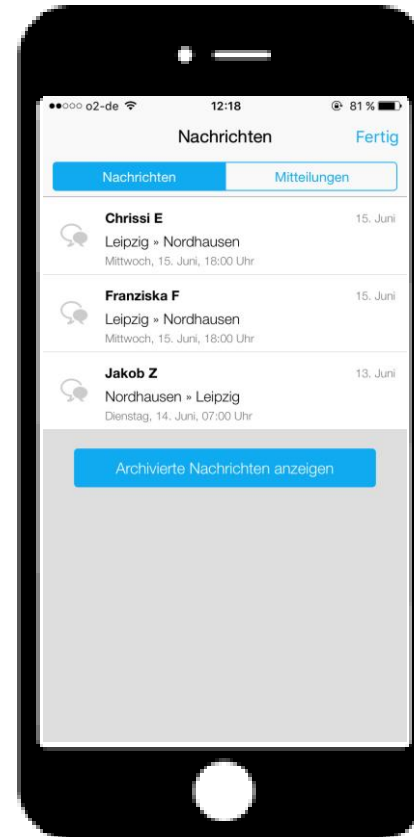 o2-de 12:18 81 %
Nachrichten Fertig
Nachrichten Mitteilungen
Chrissi E 15. Juni
Leipzig » Nordhausen
Mittwoch, 15. Juni, 18:00 Uhr
Franziska F 15. Juni
Leipzig » Nordhausen
Mittwoch, 15. Juni, 18:00 Uhr
Jakob Z 13. Juni
Nordhausen » Leipzig
Dienstag, 14. Juni, 07:00 Uhr
Archivierte Nachrichten anzeigen